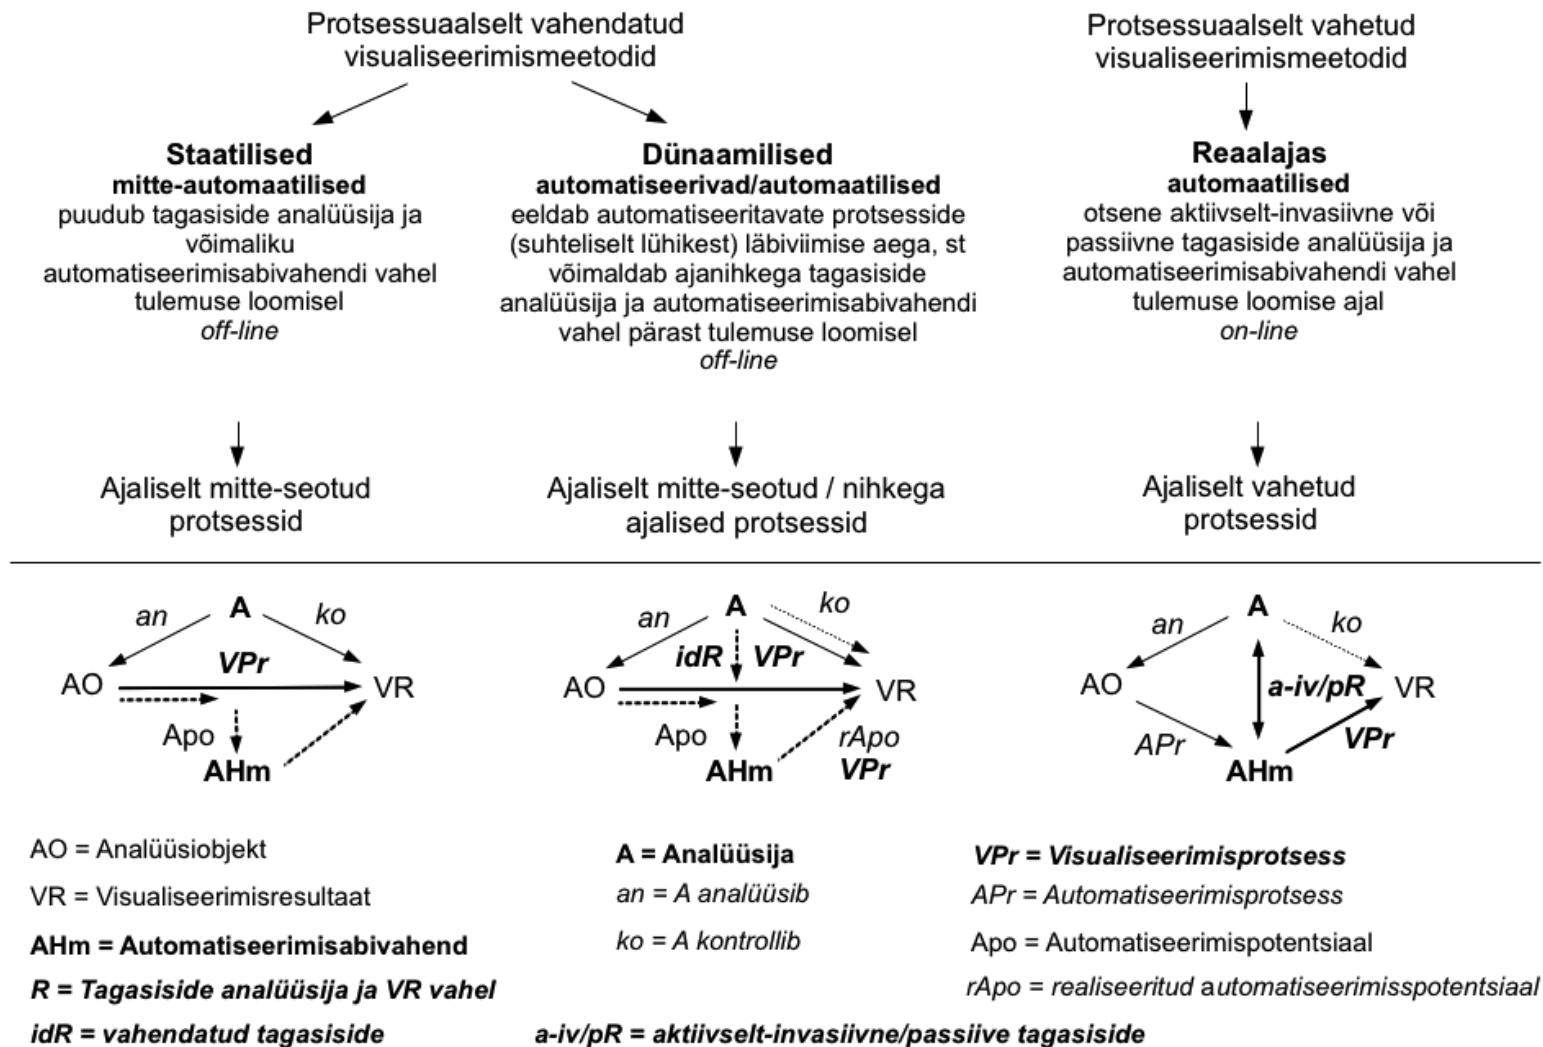 Protsessuaalselt vahendatud
visualiseerimismeetodid
Protsessuaalselt vahetud
visualiseerimismeetodid
Staatilised
mitte-automaatilised
puudub tagasiside analüüsija ja
võimaliku
automatiseerimisabivahendi vahel
tulemuse loomisel
off-line
Dünaamilised
automatiseerivad/automaatilised
eeldab automatiseeritavate protsesside
(suhteliselt lühikest) läbiviimise aega, st
võimaldab ajanihkega tagasiside
analüüsija ja automatiseerimisabivahendi
vahel pärast tulemuse loomisel
off-line
Reaalajas
automaatilised
otsene aktiivselt-invasiivne või
passiivne tagasiside analüüsija ja
automatiseerimisabivahendi vahel
tulemuse loomise ajal
on-line
Ajaliselt mitte-seotud
protsessid
Ajaliselt mitte-seotud / nihkega
ajalised protsessid
Ajaliselt vahetud
protsessid
an A ko
VPr
AO VR
Apo
AHm
an A ko
idR VPr
AO VR
Apo rApo
AHm VPr
A
an ko
AO a-iv/pR VR
APr VPr
AHm
AO = Analüüsiobjekt
VR = Visualiseerimisresultaat
AHm = Automatiseerimisabivahend
R = Tagasiside analüüsija ja VR vahel
idR = vahendatud tagasiside
A = Analüüsija
an = A analüüsib
ko = A kontrollib
VPr = Visualiseerimisprotsess
APr = Automatiseerimisprotsess
Apo = Automatiseerimispotentsiaal
rApo = realiseeritud automatiseerimisspotentsiaal
a-iv/pR = aktiivselt-invasiivne/passiive tagasiside